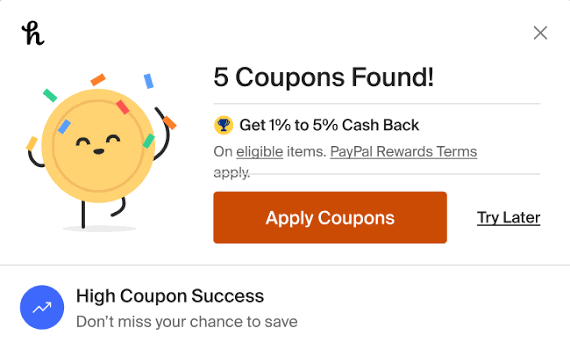 h
5 Coupons Found!
Get 1% to 5% Cash Back
On eligible items. PayPal Rewards Terms
apply.
Apply Coupons
Try Later
High Coupon Success
Don't miss your chance to save